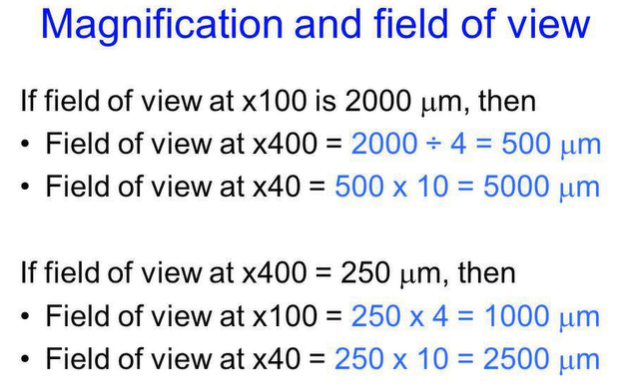 Magnification and field of view
If field of view at x100 is 2000 μm, then
• Field of view at x400 = 2000 ÷ 4 = 500 μm
• Field of view at x40 = 500 x 10 = 5000 μm
If field of view at x400 = 250 μm, then
• Field of view at x100 = 250 x 4 = 1000 μm
• Field of view at x40 = 250 x 10 = 2500 μm